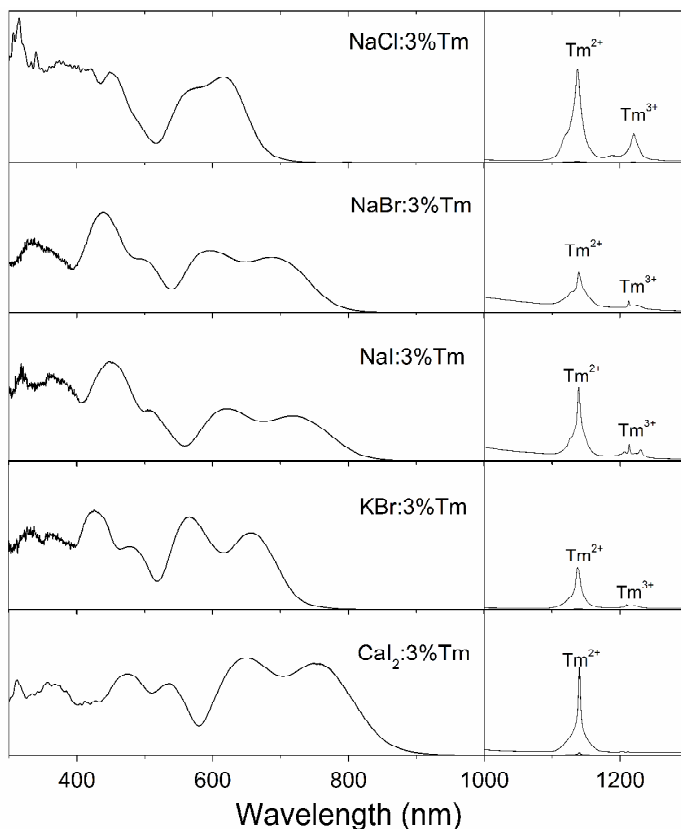 NaCl:3%Tm
Tm²⁺
Tm³⁺
NaBr:3%Tm
Tm²⁺
Tm³⁺
NaI:3%Tm
Tm²⁺
Tm³⁺
KBr:3%Tm
Tm²⁺
Tm³⁺
CaI₂:3%Tm
Tm²⁺
400 600 800 1000 1200
Wavelength (nm)